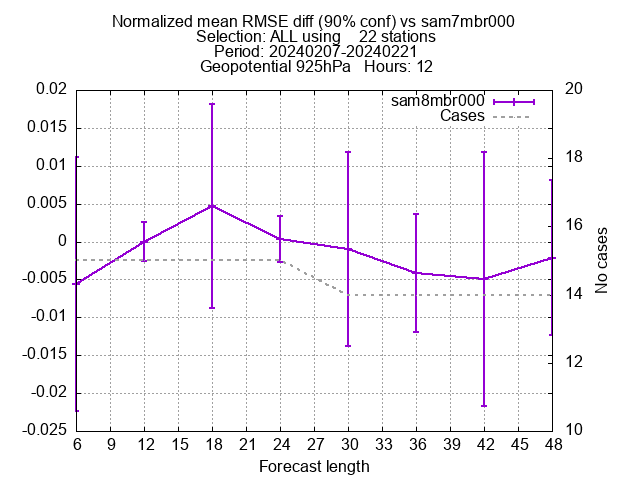 Normalized mean RMSE diff (90% conf) vs sam7mbr000
Selection: ALL using    22 stations
Period: 20240207-20240221
Geopotential 925hPa   Hours: 12
sam8mbr000
Cases
0.02
0.015
0.01
0.005
0
-0.005
-0.01
-0.015
-0.02
-0.025
20
18
16
14
12
10
No cases
6 9 12 15 18 21 24 27 30 33 36 39 42 45 48
Forecast length